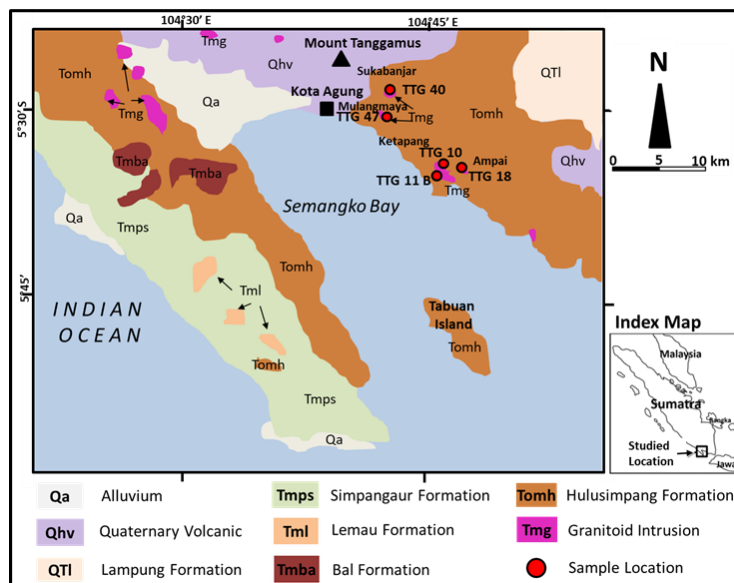 104°30' E
104°45' E
Tmg
Mount Tanggamus
Qhv
Tomh
Sukabanjar
TTG 40
QTl
N
Qa
Kota Agung
Tomh
5°30' S
Tmg
Mulangmaya
TTG 47
Tmg
Ketapang
0 5 10 km
TTG 10
Ampai
Qhv
Tmba
Tmba
TTG 11 B
TTG 18
Tmg
Qa
Semangko Bay
Tmps
Tml
Tomh
5°45'
INDIAN
OCEAN
Tabuan
Island
Tomh
Index Map
Malaysia
Tomh
Sumatra
Bangka
Tmps
Studied
Location
Qa
Jawa
Qa Alluvium
Tmps Simpangaur Formation
Tomh Hulusimpang Formation
Qhv Quaternary Volcanic
Tml Lemau Formation
Tmg Granitoid Intrusion
QTl Lampung Formation
Tmba Bal Formation
Sample Location